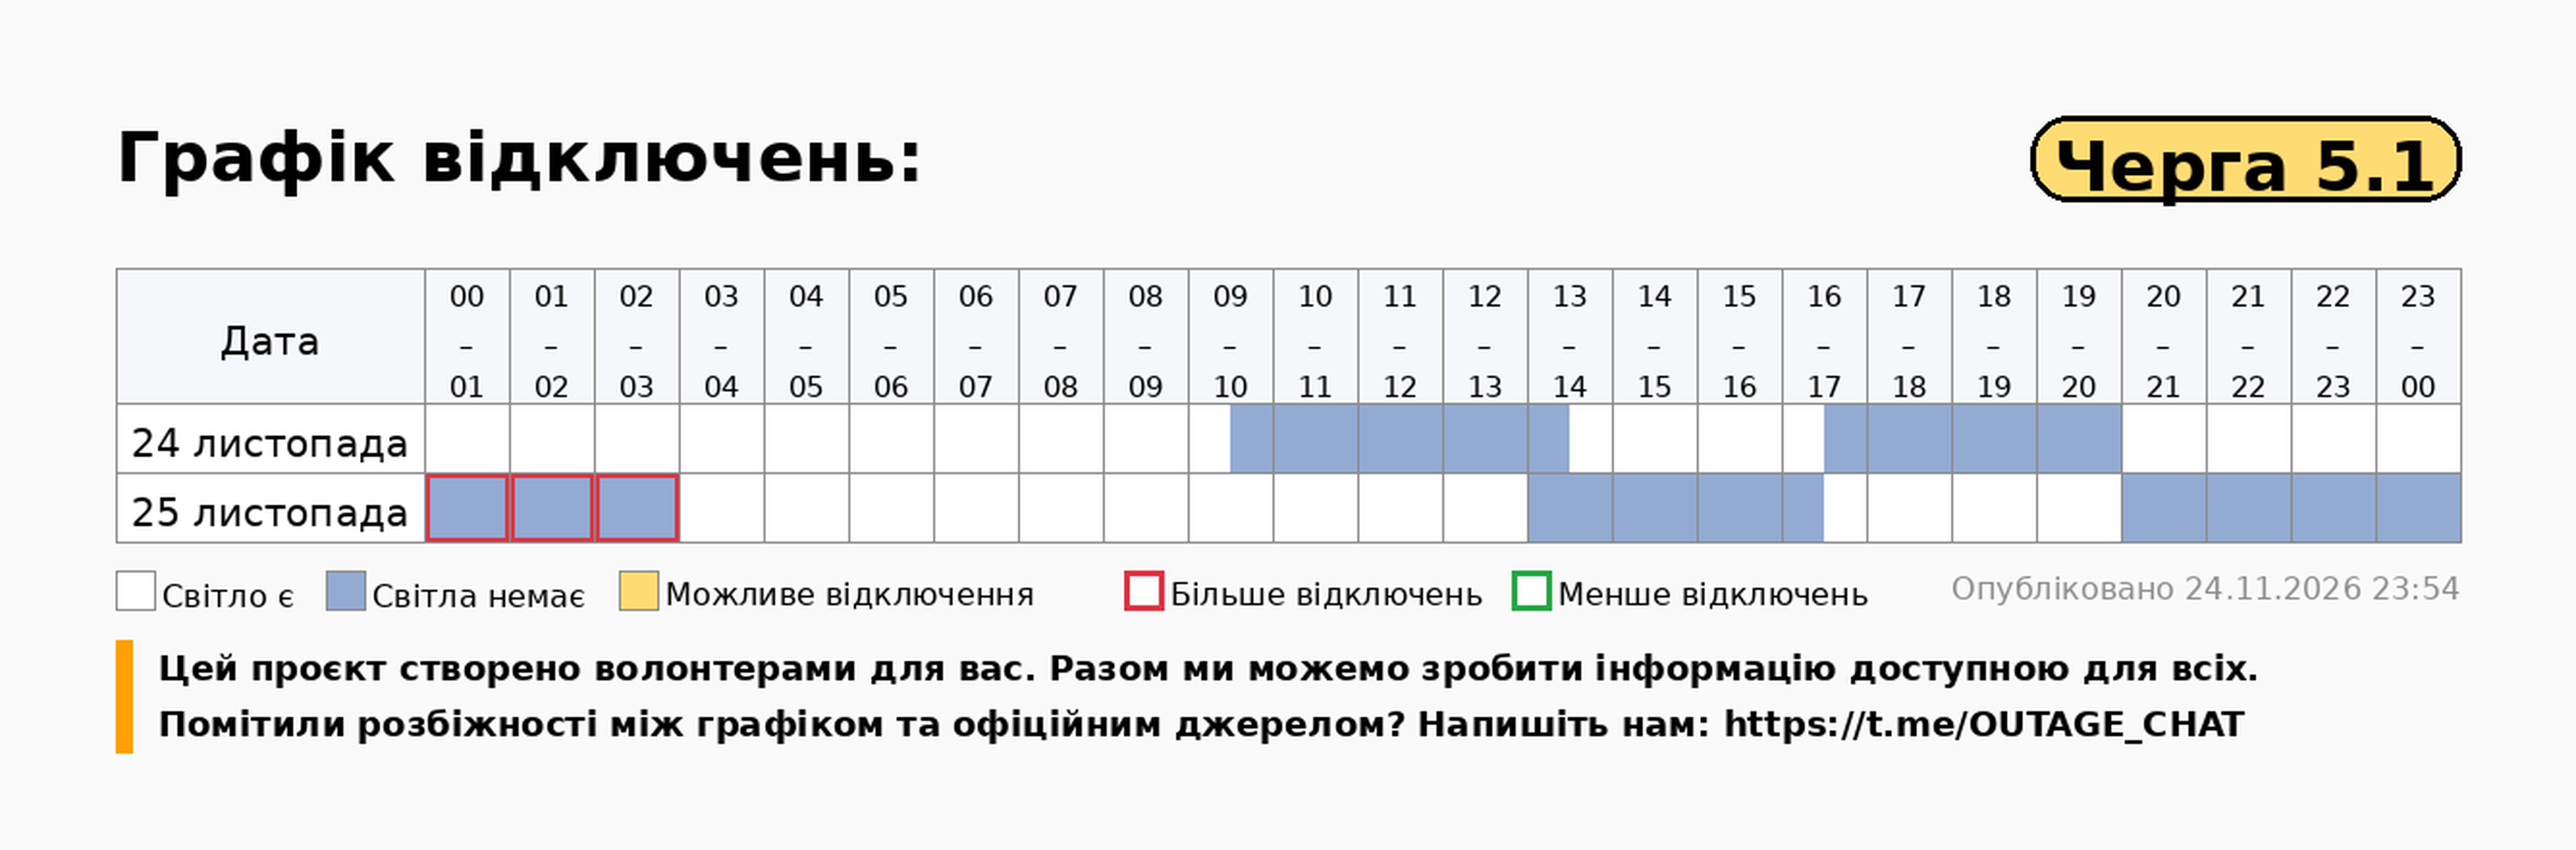 Графік відключень:
Черга 5.1
Дата
00 – 01
01 – 02
02 – 03
03 – 04
04 – 05
05 – 06
06 – 07
07 – 08
08 – 09
09 – 10
10 – 11
11 – 12
12 – 13
13 – 14
14 – 15
15 – 16
16 – 17
17 – 18
18 – 19
19 – 20
20 – 21
21 – 22
22 – 23
23 – 00
24 листопада
25 листопада
Світло є
Світла немає
Можливе відключення
Більше відключень
Менше відключень
Опубліковано 24.11.2026 23:54
Цей проєкт створено волонтерами для вас. Разом ми можемо зробити інформацію доступною для всіх.
Помітили розбіжності між графіком та офіційним джерелом? Напишіть нам: https://t.me/OUTAGE_CHAT